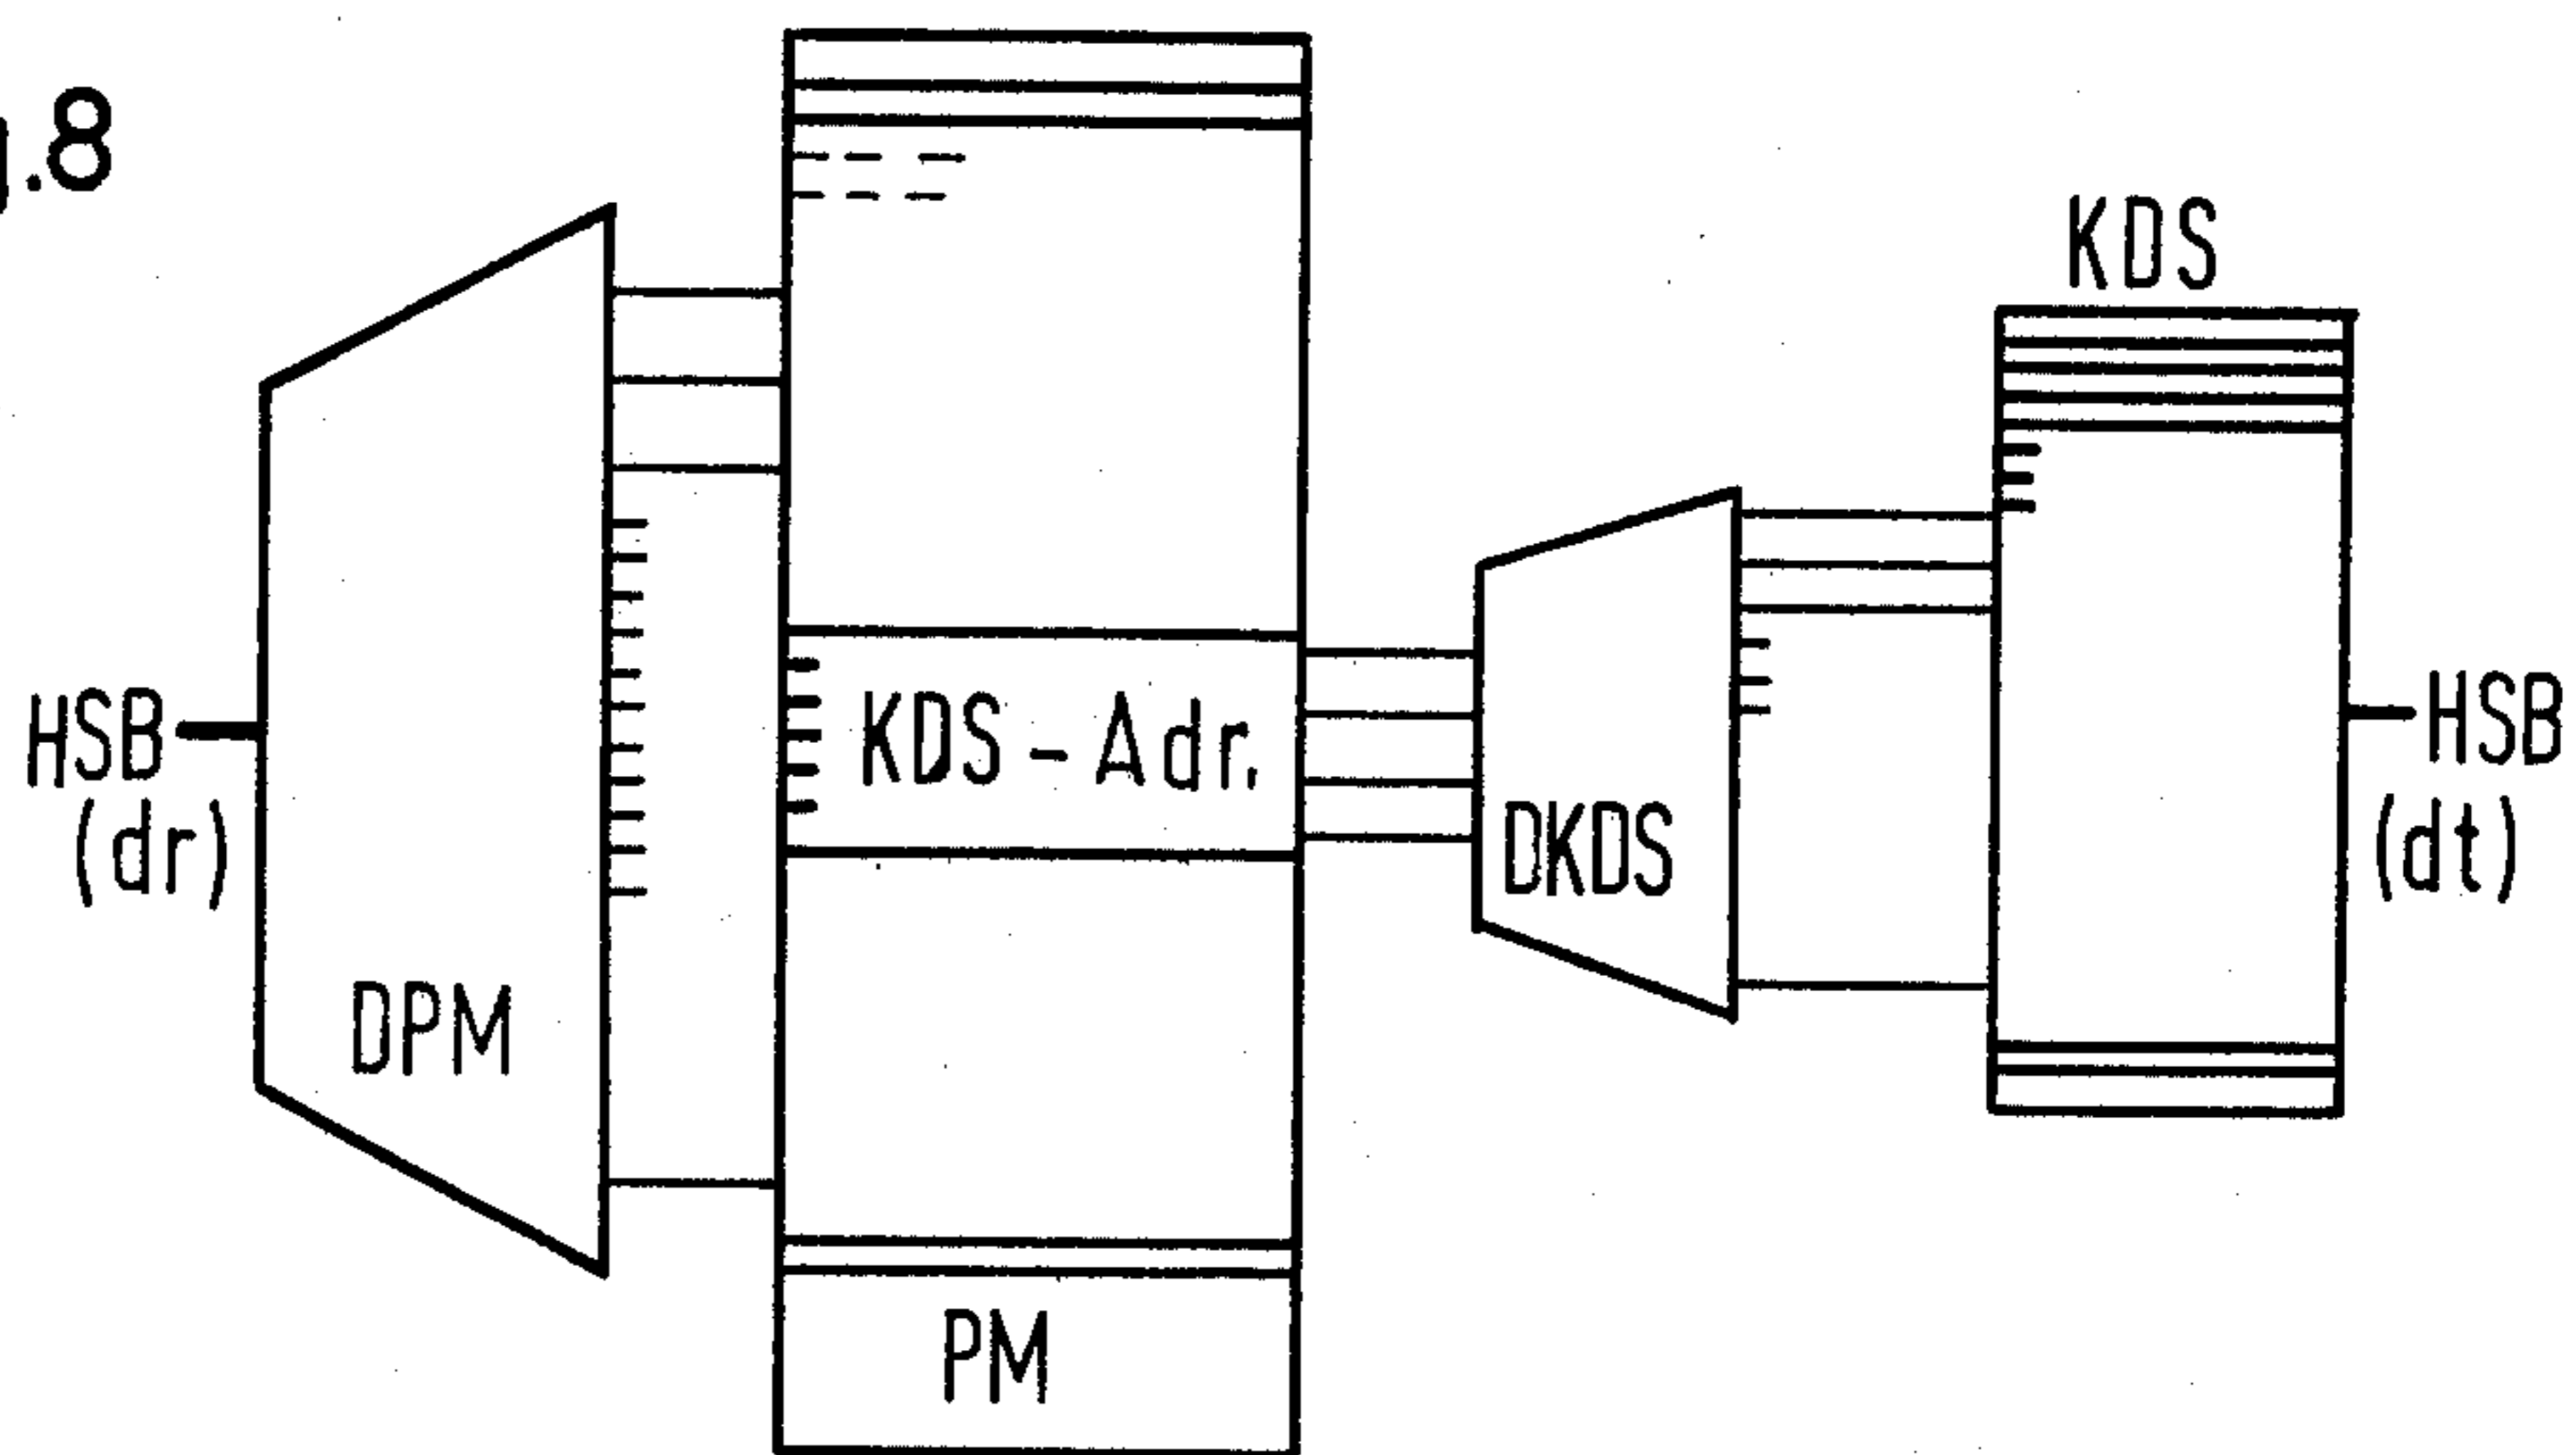 .8
KDS
HSB
(dr)
DPM
KDS-Adr.
PM
DKDS
HSB
(dt)